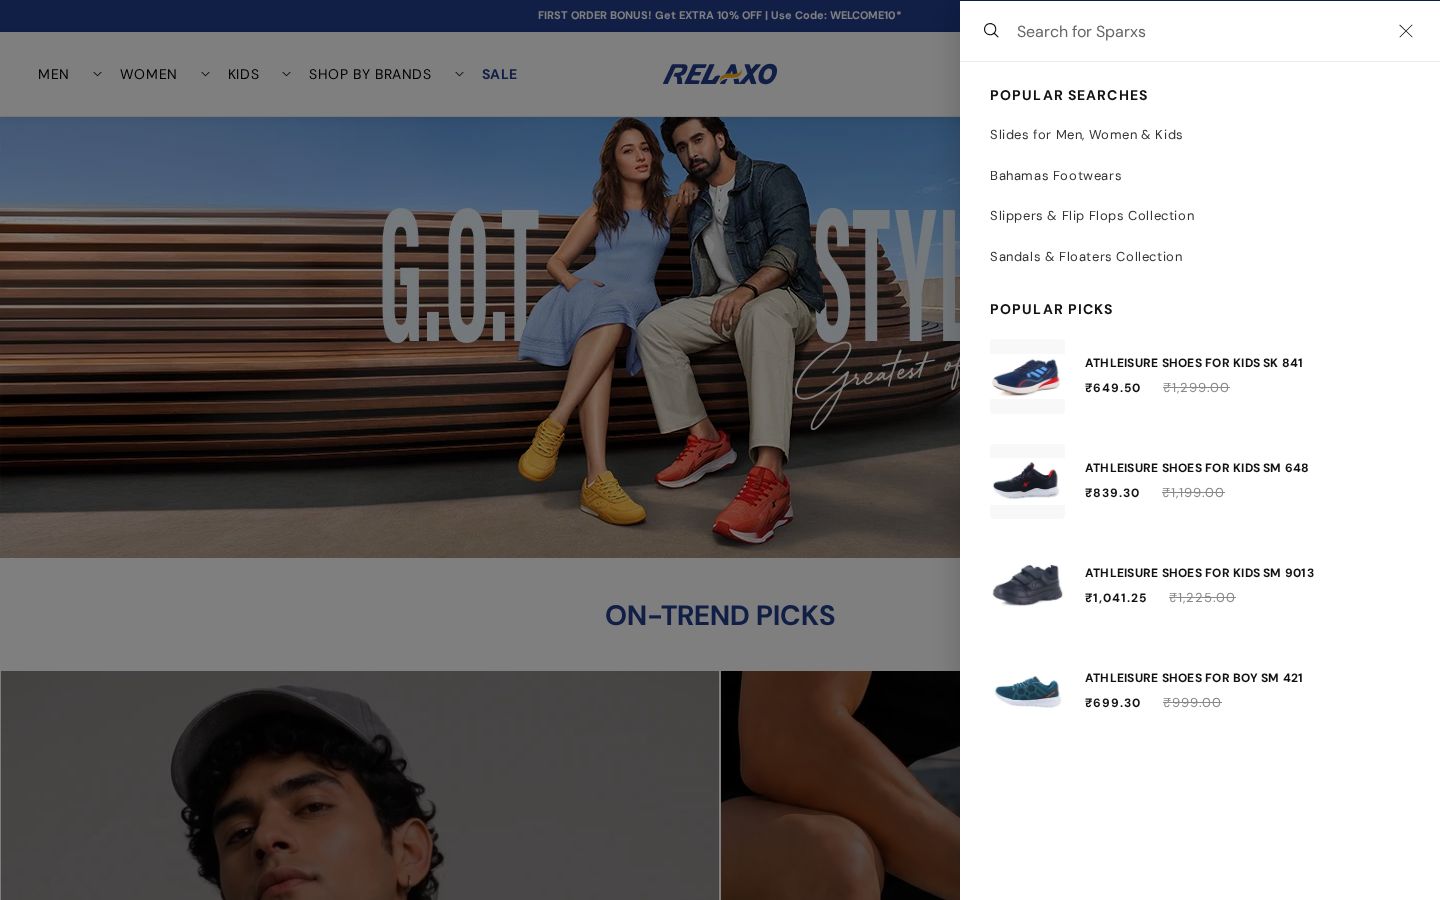 FIRST ORDER BONUS! Get EXTRA 10% OFF | Use Code: WELCOME10*
MEN
WOMEN
KIDS
SHOP BY BRANDS
SALE
RELAXO
G.O.T
STYL
Greatest of
ON-TREND PICKS
Search for Sparxs
POPULAR SEARCHES
Slides for Men, Women & Kids
Bahamas Footwears
Slippers & Flip Flops Collection
Sandals & Floaters Collection
POPULAR PICKS
ATHLEISURE SHOES FOR KIDS SK 841
₹649.50 ₹1,299.00
ATHLEISURE SHOES FOR KIDS SM 648
₹839.30 ₹1,199.00
ATHLEISURE SHOES FOR KIDS SM 9013
₹1,041.25 ₹1,225.00
ATHLEISURE SHOES FOR BOY SM 421
₹699.30 ₹999.00